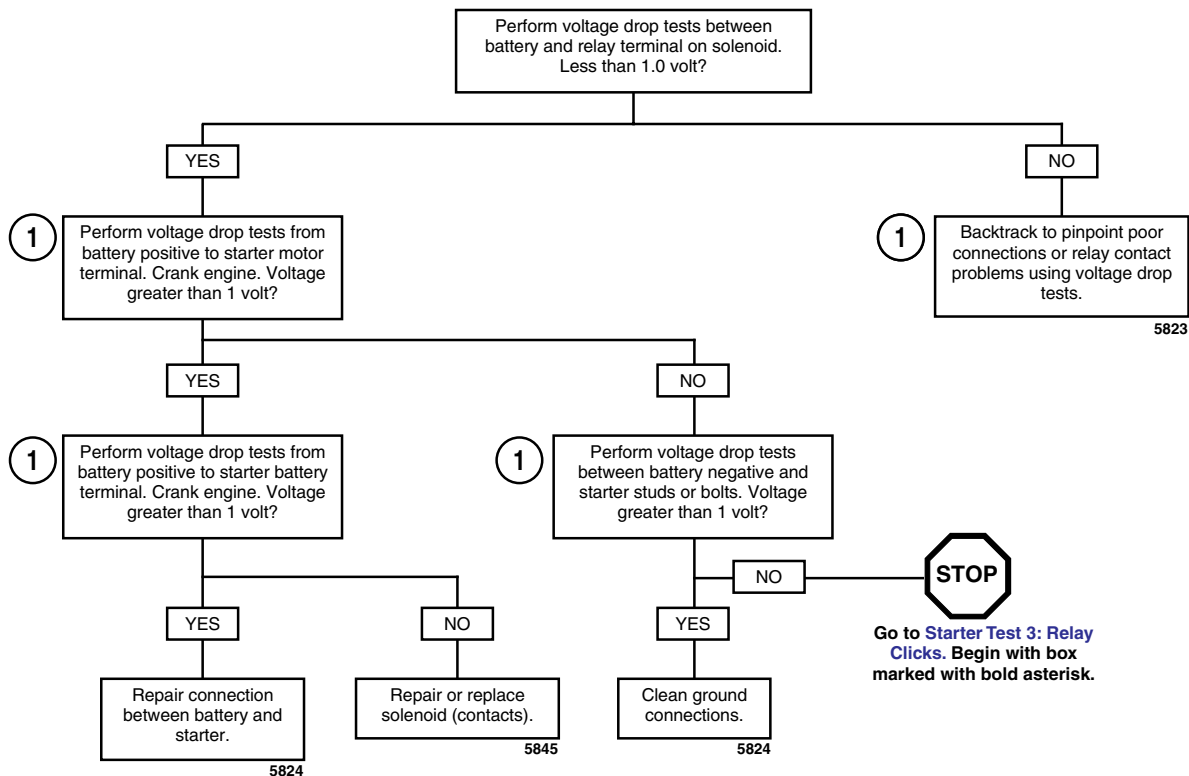 Perform voltage drop tests between
battery and relay terminal on solenoid.
Less than 1.0 volt?
YES
NO
1
Perform voltage drop tests from
battery positive to starter motor
terminal. Crank engine. Voltage
greater than 1 volt?
1
Backtrack to pinpoint poor
connections or relay contact
problems using voltage drop
tests.
5823
YES
NO
1
Perform voltage drop tests from
battery positive to starter battery
terminal. Crank engine. Voltage
greater than 1 volt?
1
Perform voltage drop tests
between battery negative and
starter studs or bolts. Voltage
greater than 1 volt?
NO
STOP
Go to Starter Test 3: Relay
Clicks. Begin with box
marked with bold asterisk.
YES
NO
YES
Repair connection
between battery and
starter.
5824
Repair or replace
solenoid (contacts).
5845
Clean ground
connections.
5824